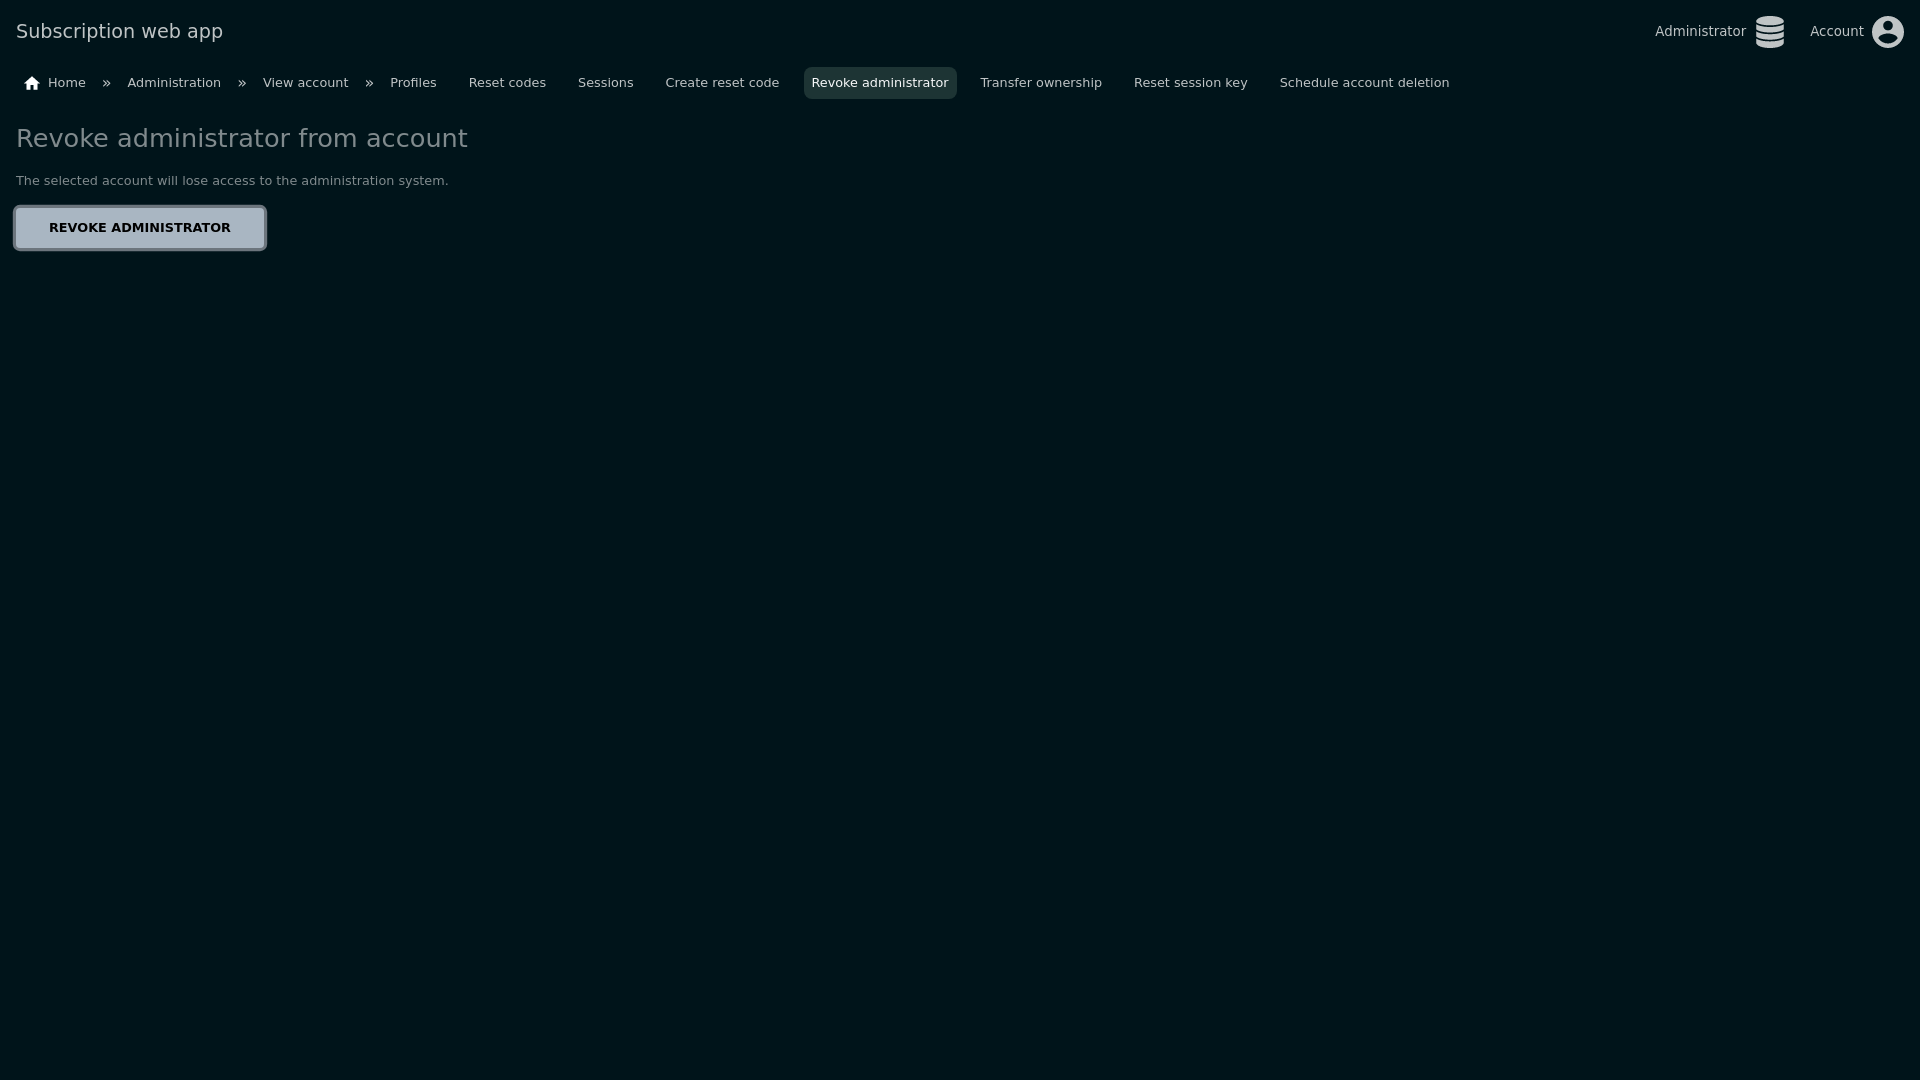 Subscription web app
Administrator
Account
Home » Administration » View account » Profiles Reset codes Sessions Create reset code Revoke administrator Transfer ownership Reset session key Schedule account deletion
Revoke administrator from account
The selected account will lose access to the administration system.
REVOKE ADMINISTRATOR